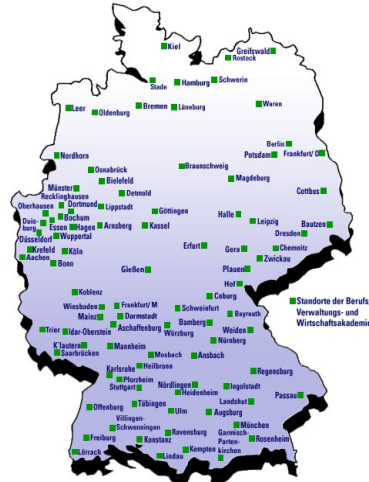 Kiel
Greifswald
Rostock
Stade
Hamburg
Schwerin
Leer
Oldenburg
Bremen
Lüneburg
Waren
Berlin
Nordhorn
Potsdam
Frankfurt/ O
Osnabrück
Braunschweig
Bielefeld
Magdeburg
Münster
Detmold
Cottbus
Recklinghausen
Oberhausen
Dortmund
Lippstadt
Göttingen
Halle
Duis-
burg
Bochum
Essen
Hagen
Arnsberg
Kassel
Leipzig
Bautzen
Düsseldorf
Wuppertal
Dresden
Krefeld
Köln
Erfurt
Gera
Chemnitz
Aachen
Bonn
Zwickau
Gießen
Plauen
Hof
Koblenz
Coburg
Standorte der Berufs,
Verwaltungs- und
Wirtschaftsakademie
Wiesbaden
Frankfurt/ M
Schweinfurt
Mainz
Darmstadt
Bayreuth
Trier
Idar-Oberstein
Aschaffenburg
Würzburg
Bamberg
Weiden
K'lautern
Saarbrücken
Mannheim
Nürnberg
Mosbach
Ansbach
Karlsruhe
Heilbronn
Regensburg
Pforzheim
Stuttgart
Nördlingen
Heidenheim
Ingolstadt
Passau
Offenburg
Tübingen
Ulm
Landshut
Augsburg
Villingen-
Schwenningen
München
Freiburg
Konstanz
Ravensburg
Garmisch-
Parten-
kirchen
Rosenheim
Lörrach
Lindau
Kempten